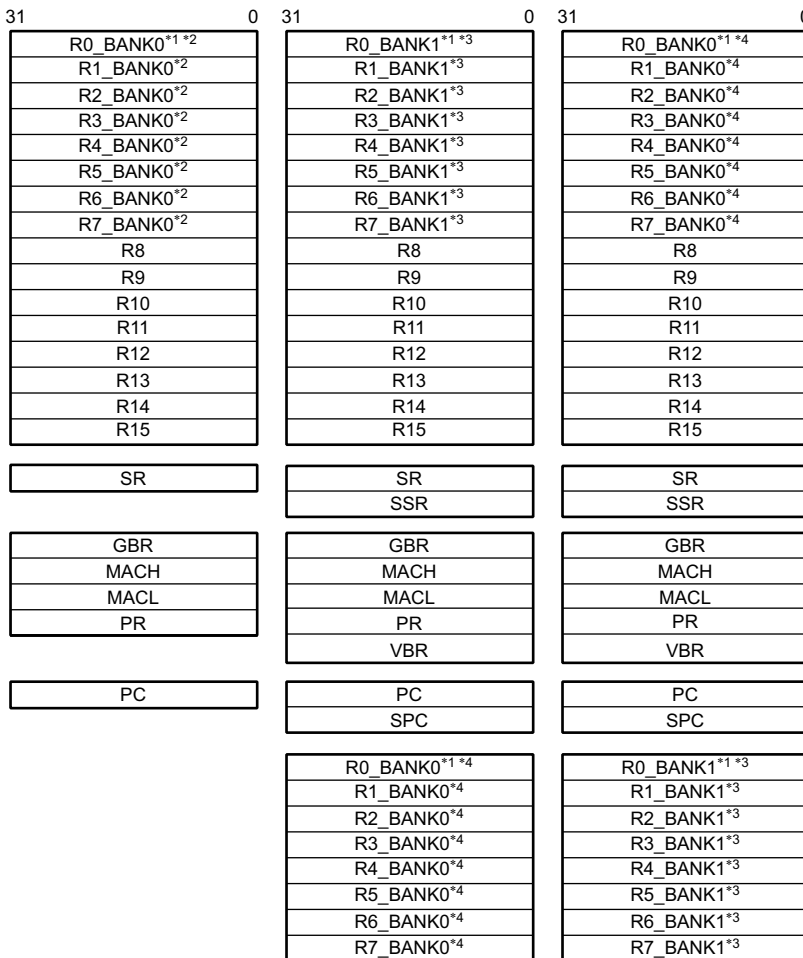 31 0 31 0 31 0
R0_BANK0*1 *2 R0_BANK1*1 *3 R0_BANK0*1 *4
R1_BANK0*2 R1_BANK1*3 R1_BANK0*4
R2_BANK0*2 R2_BANK1*3 R2_BANK0*4
R3_BANK0*2 R3_BANK1*3 R3_BANK0*4
R4_BANK0*2 R4_BANK1*3 R4_BANK0*4
R5_BANK0*2 R5_BANK1*3 R5_BANK0*4
R6_BANK0*2 R6_BANK1*3 R6_BANK0*4
R7_BANK0*2 R7_BANK1*3 R7_BANK0*4
R8 R8 R8
R9 R9 R9
R10 R10 R10
R11 R11 R11
R12 R12 R12
R13 R13 R13
R14 R14 R14
R15 R15 R15
SR SR SR
SSR SSR
GBR GBR GBR
MACH MACH MACH
MACL MACL MACL
PR PR PR
VBR VBR
PC PC PC
SPC SPC
R0_BANK0*1 *4 R0_BANK1*1 *3
R1_BANK0*4 R1_BANK1*3
R2_BANK0*4 R2_BANK1*3
R3_BANK0*4 R3_BANK1*3
R4_BANK0*4 R4_BANK1*3
R5_BANK0*4 R5_BANK1*3
R6_BANK0*4 R6_BANK1*3
R7_BANK0*4 R7_BANK1*3